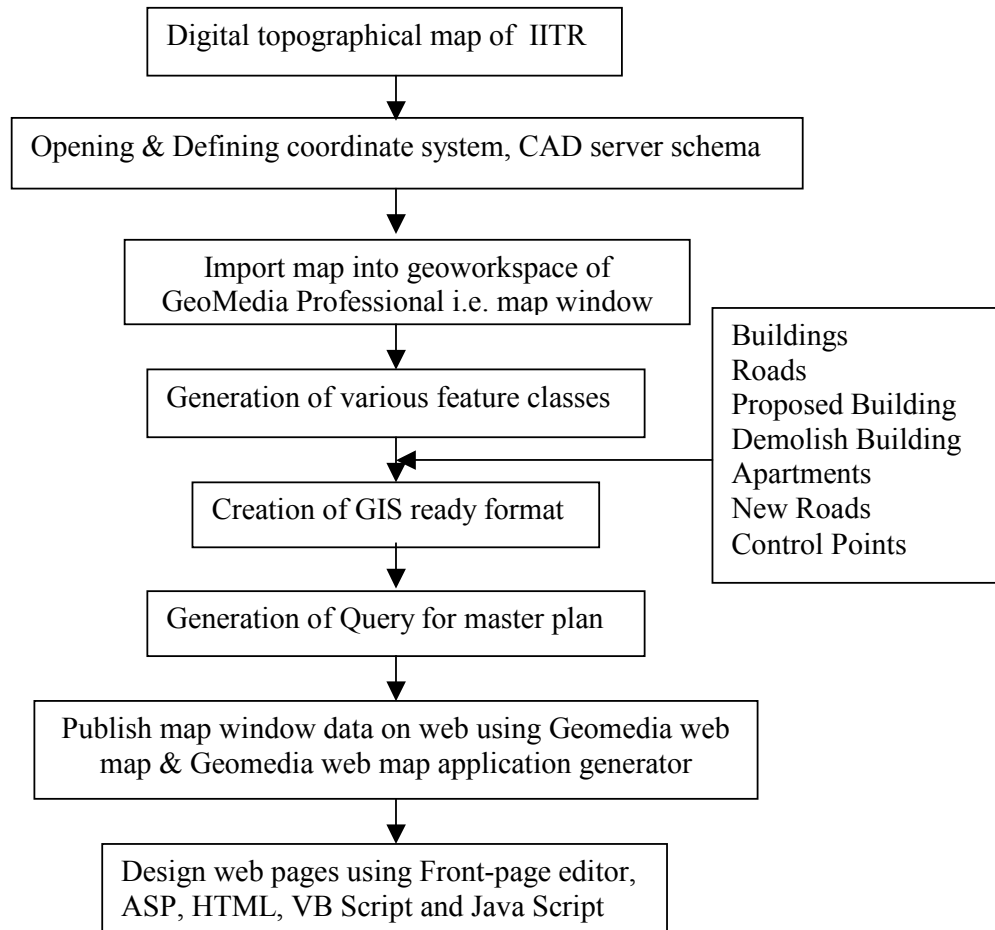 Digital topographical map of IITR
Opening & Defining coordinate system, CAD server schema
Import map into geoworkspace of
GeoMedia Professional i.e. map window
Buildings
Roads
Proposed Building
Demolish Building
Apartments
New Roads
Control Points
Generation of various feature classes
Creation of GIS ready format
Generation of Query for master plan
Publish map window data on web using Geomedia web
map & Geomedia web map application generator
Design web pages using Front-page editor,
ASP, HTML, VB Script and Java Script